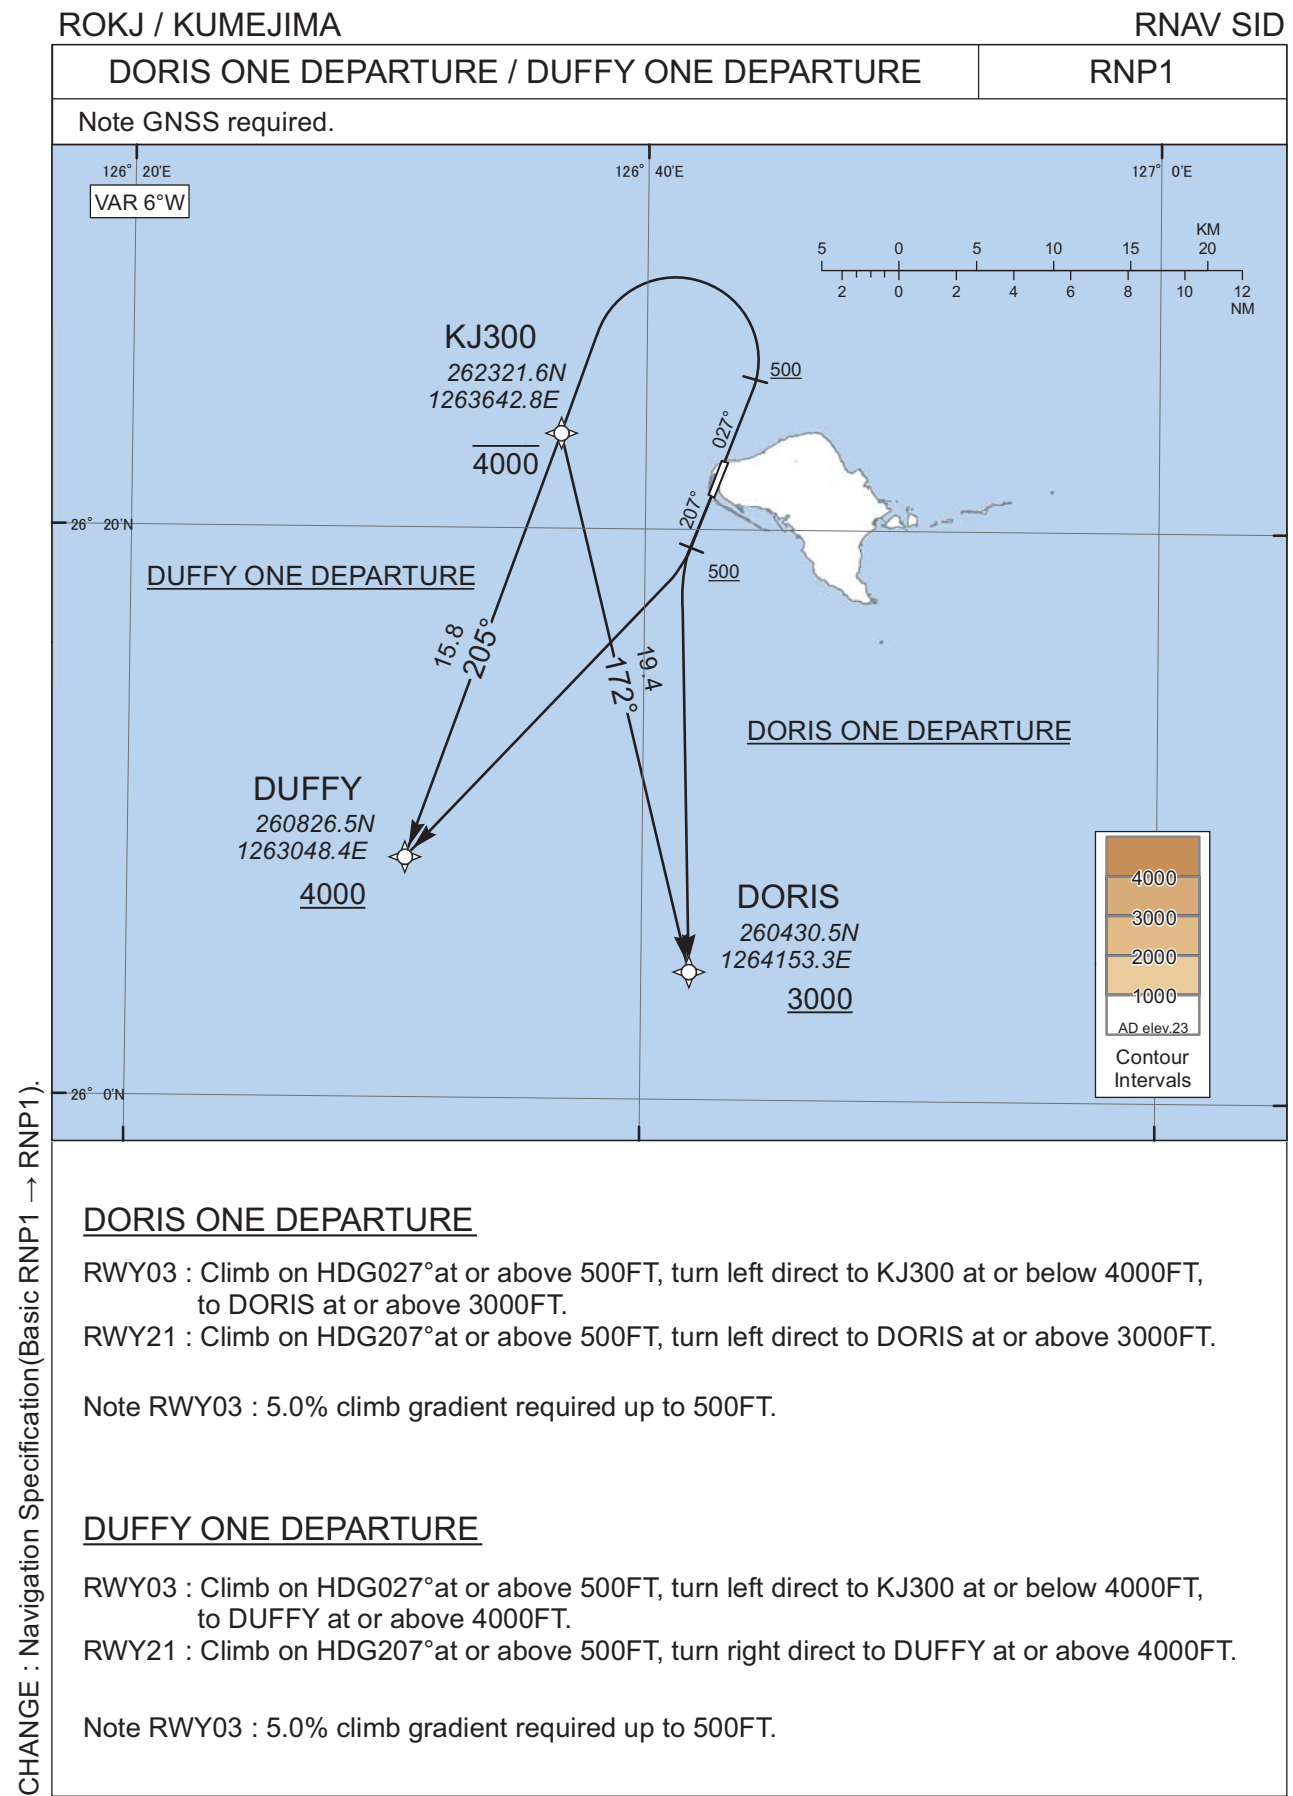 ROKJ / KUMEJIMA
RNAV SID
DORIS ONE DEPARTURE / DUFFY ONE DEPARTURE
RNP1
Note GNSS required.
126° 20'E
126° 40'E
127° 0'E
VAR 6°W
KM
5 0 5 10 15 20
2 0 2 4 6 8 10 12
NM
KJ300
262321.6N
1263642.8E
4000
500
027°
207°
500
26° 20'N
DUFFY ONE DEPARTURE
15.8
205°
19.4
172°
DORIS ONE DEPARTURE
DUFFY
260826.5N
1263048.4E
4000
DORIS
260430.5N
1264153.3E
3000
4000
3000
2000
1000
AD elev.23
Contour
Intervals
26° 0'N
DORIS ONE DEPARTURE
RWY03 : Climb on HDG027°at or above 500FT, turn left direct to KJ300 at or below 4000FT,
to DORIS at or above 3000FT.
RWY21 : Climb on HDG207°at or above 500FT, turn left direct to DORIS at or above 3000FT.
Note RWY03 : 5.0% climb gradient required up to 500FT.
DUFFY ONE DEPARTURE
RWY03 : Climb on HDG027°at or above 500FT, turn left direct to KJ300 at or below 4000FT,
to DUFFY at or above 4000FT.
RWY21 : Climb on HDG207°at or above 500FT, turn right direct to DUFFY at or above 4000FT.
Note RWY03 : 5.0% climb gradient required up to 500FT.
CHANGE : Navigation Specification(Basic RNP1 → RNP1).